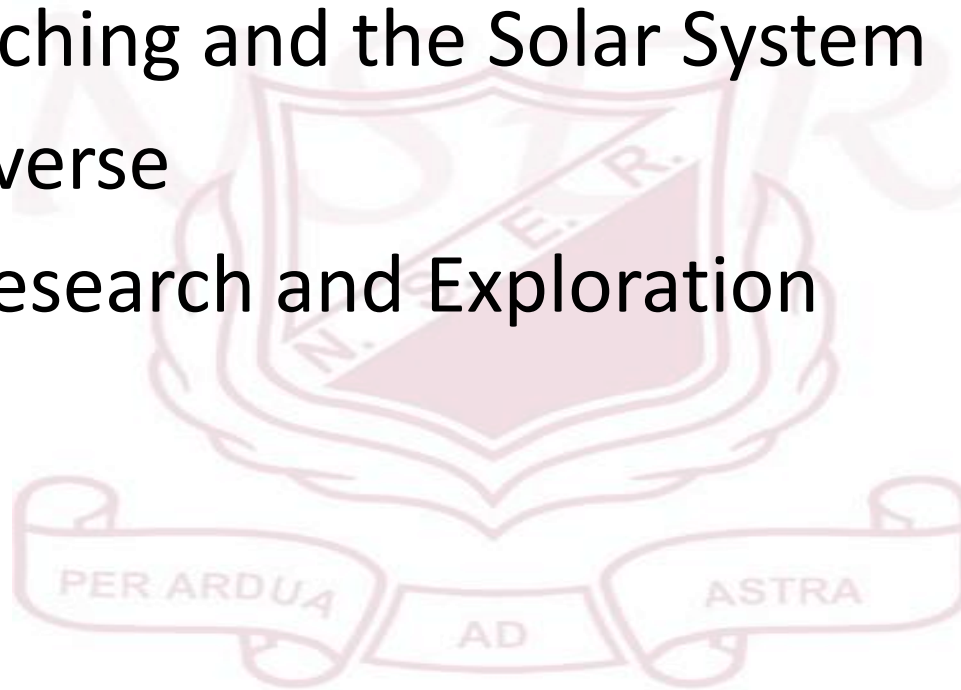 ching and the Solar System
verse
esearch and Exploration
N. S. E. R.
PER ARDUA
AD
ASTRA